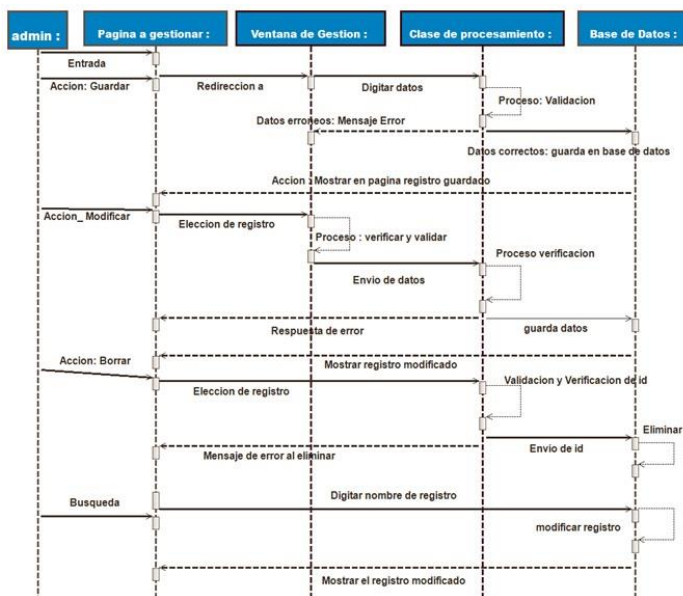 admin :
Pagina a gestionar :
Ventana de Gestion :
Clase de procesamiento :
Base de Datos :
Entrada
Accion: Guardar
Redireccion a
Digitar datos
Proceso: Validacion
Datos erroneos: Mensaje Error
Datos correctos: guarda en base de datos
Accion : Mostrar en pagina registro guardado
Accion_ Modificar
Eleccion de registro
Proceso : verificar y validar
Proceso verificacion
Envio de datos
Respuesta de error
guarda datos
Mostrar registro modificado
Accion: Borrar
Eleccion de registro
Validacion y Verificacion de id
Eliminar
Envio de id
Mensaje de error al eliminar
Busqueda
Digitar nombre de registro
modificar registro
Mostrar el registro modificado